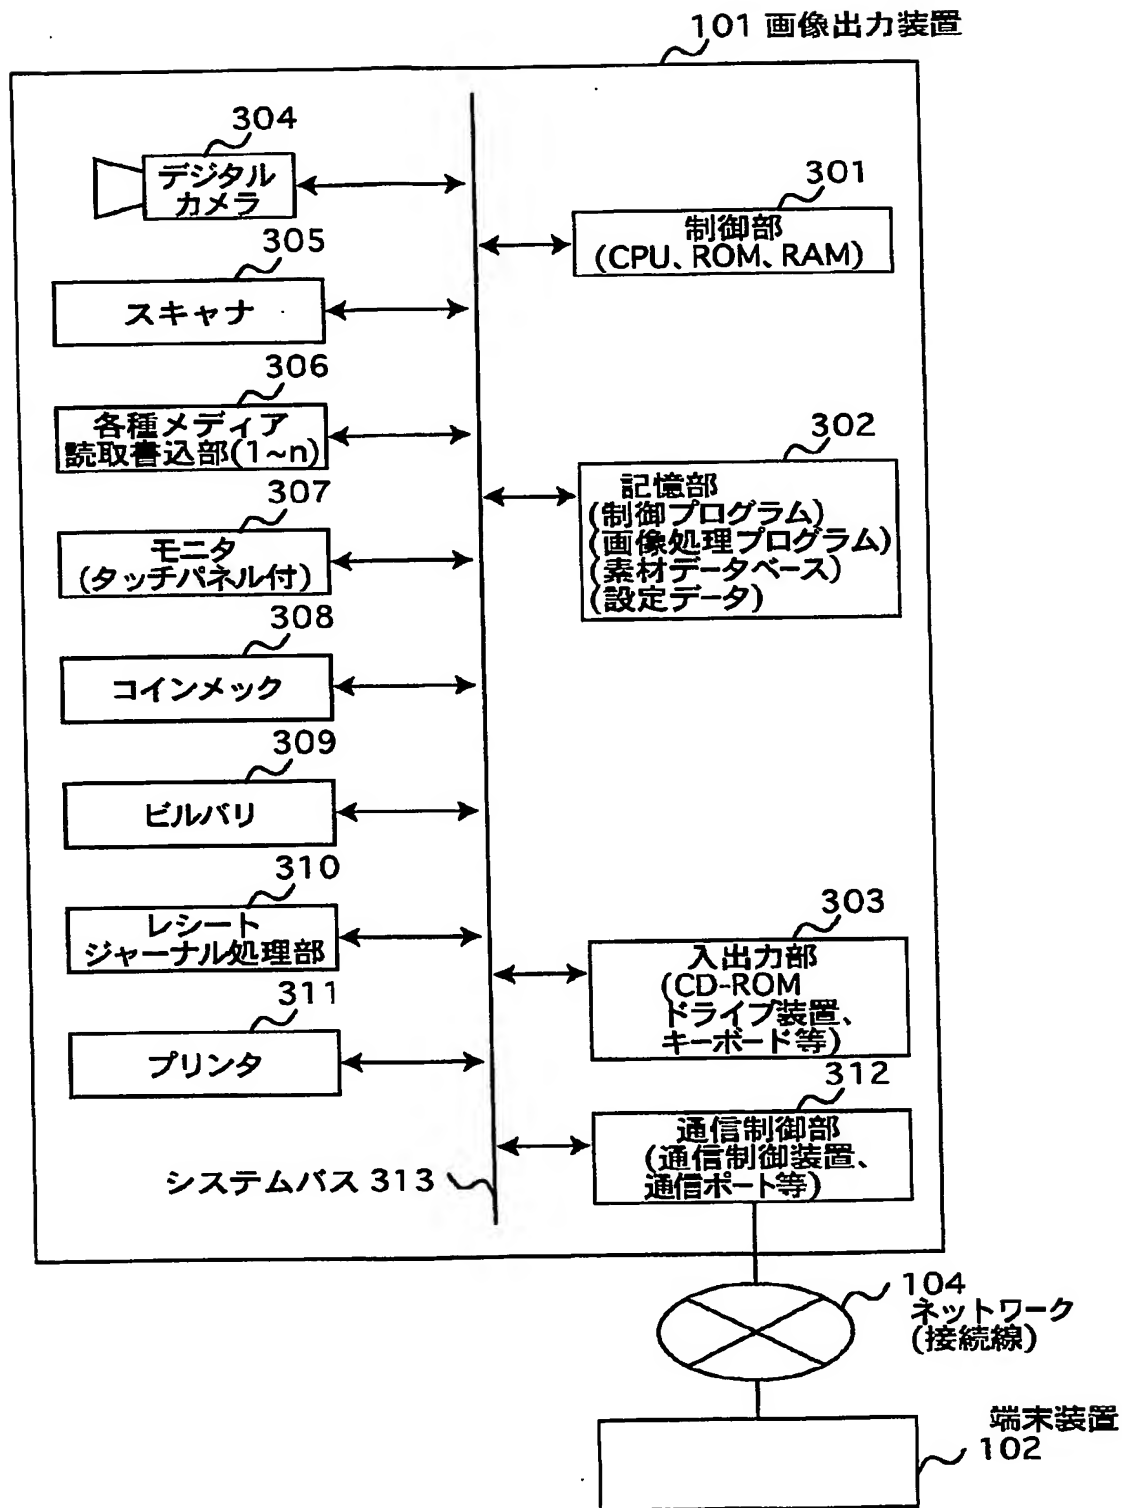 101 画像出力装置
304
デジタル
カメラ
305
スキャナ
306
各種メディア
読取書込部(1~n)
307
モニタ
(タッチパネル付)
308
コインメック
309
ビルバリ
310
レシート
ジャーナル処理部
311
プリンタ
システムバス 313
301
制御部
(CPU、ROM、RAM)
302
記憶部
(制御プログラム)
(画像処理プログラム)
(素材データベース)
(設定データ)
303
入出力部
(CD-ROM
ドライブ装置、
キーボード等)
312
通信制御部
(通信制御装置、
通信ポート等)
104
ネットワーク
(接続線)
端末装置
102